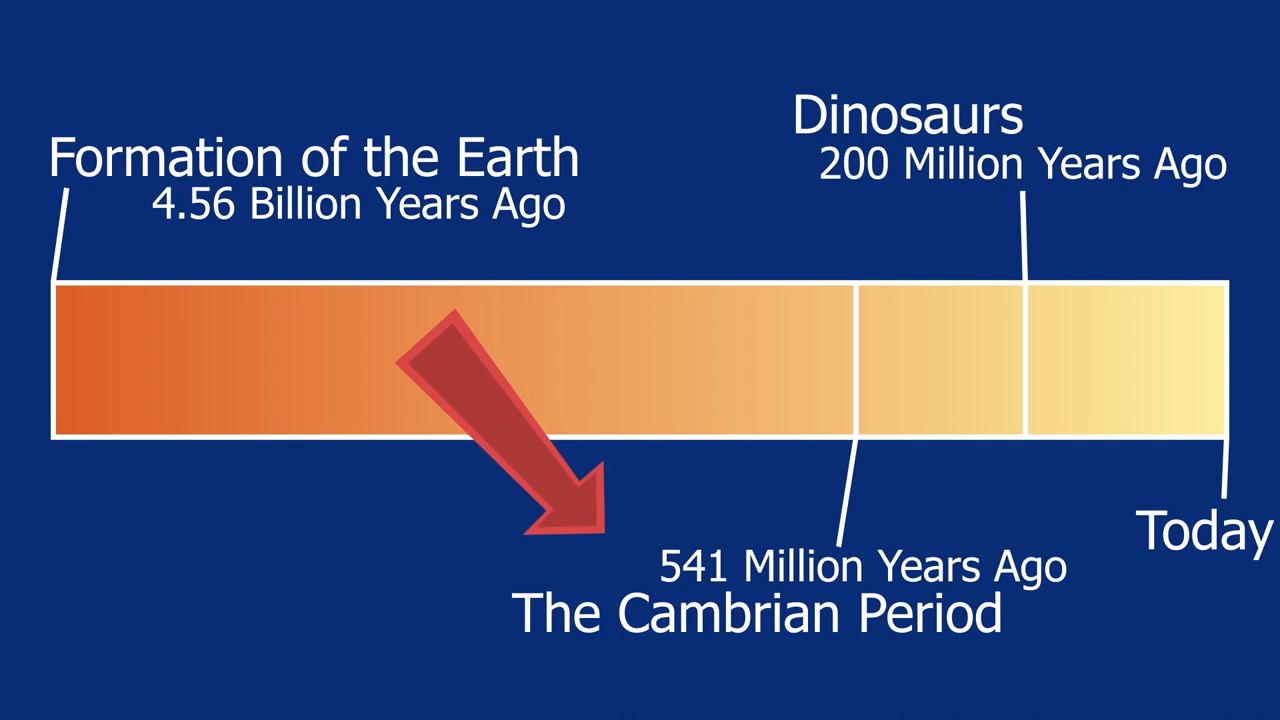 Formation of the Earth
4.56 Billion Years Ago
Dinosaurs
200 Million Years Ago
541 Million Years Ago
The Cambrian Period
Today